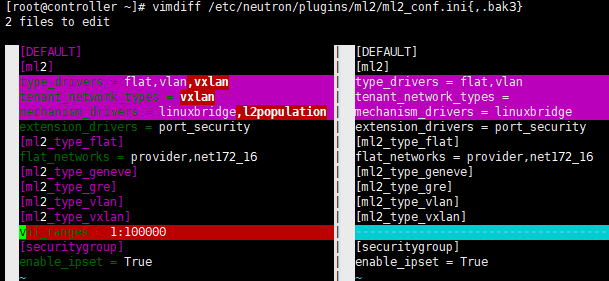 [root@controller ~]# vimdiff /etc/neutron/plugins/ml2/ml2_conf.ini{,.bak3}
2 files to edit
[DEFAULT]
[ml2]
type_drivers = flat,vlan,vxlan
tenant_network_types = vxlan
mechanism_drivers = linuxbridge,l2population
extension_drivers = port_security
[ml2_type_flat]
flat_networks = provider,net172_16
[ml2_type_geneve]
[ml2_type_gre]
[ml2_type_vlan]
[ml2_type_vxlan]
vni_ranges = 1:100000
[securitygroup]
enable_ipset = True
~
[DEFAULT]
[ml2]
type_drivers = flat,vlan
tenant_network_types =
mechanism_drivers = linuxbridge
extension_drivers = port_security
[ml2_type_flat]
flat_networks = provider,net172_16
[ml2_type_geneve]
[ml2_type_gre]
[ml2_type_vlan]
[ml2_type_vxlan]
[securitygroup]
enable_ipset = True
~